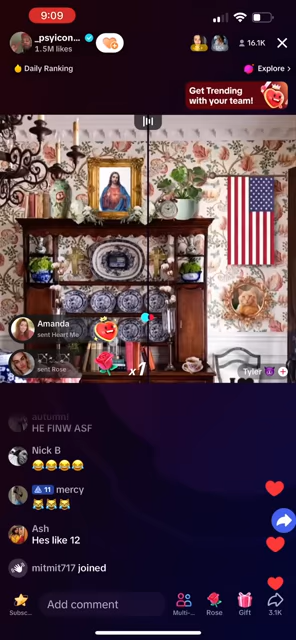 9:09
_psyicon...
1.5M likes
16.1K
Daily Ranking
Explore >
Get Trending
with your team!
Amanda
sent Heart Me
sent Rose
x1
Tyler 😈
autumn!
HE FINW ASF
Nick B
😂😂😂😂
11 mercy
😹😹😹
Ash
Hes like 12
mitmit717 joined
Add comment
Subsc...
Multi-...
Rose
Gift
3.1K